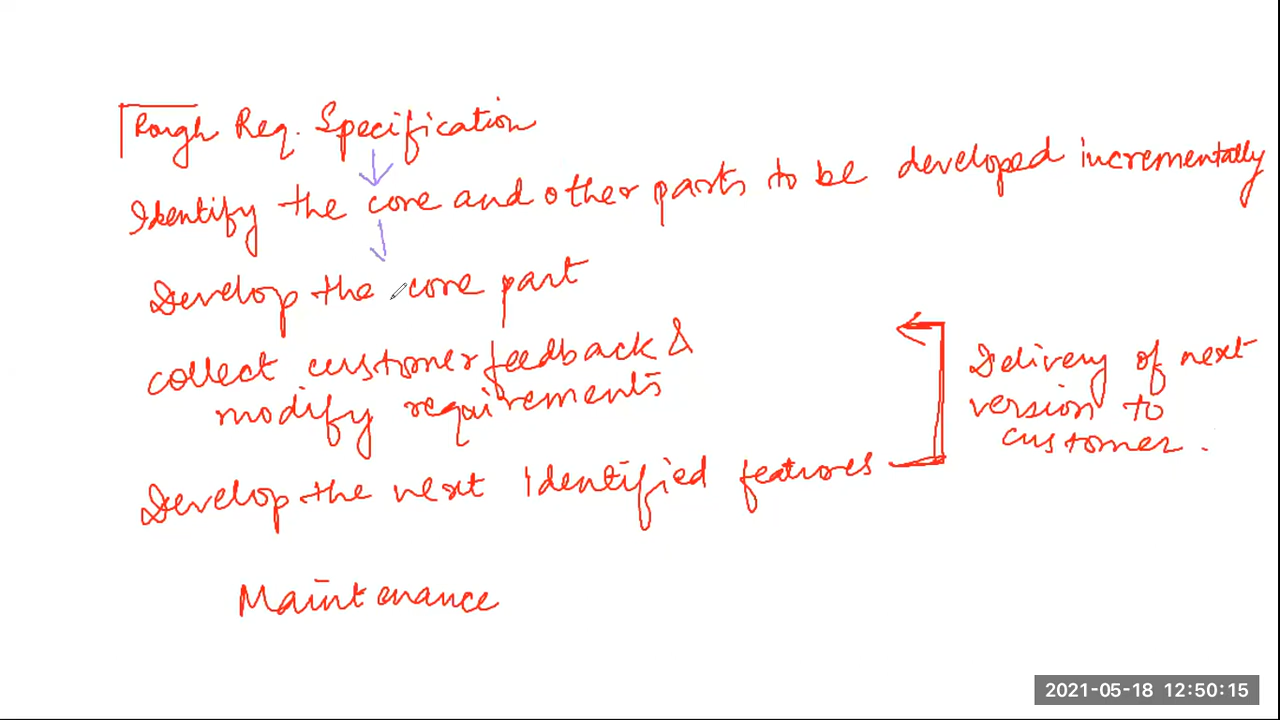 Rough Req. Specification
Identify the core and other parts to be developed incrementally
Develop the core part
collect customer feedback &
modify requirements
Delivery of next
version to
customer.
Develop the next identified features
Maintenance
2021-05-18 12:50:15